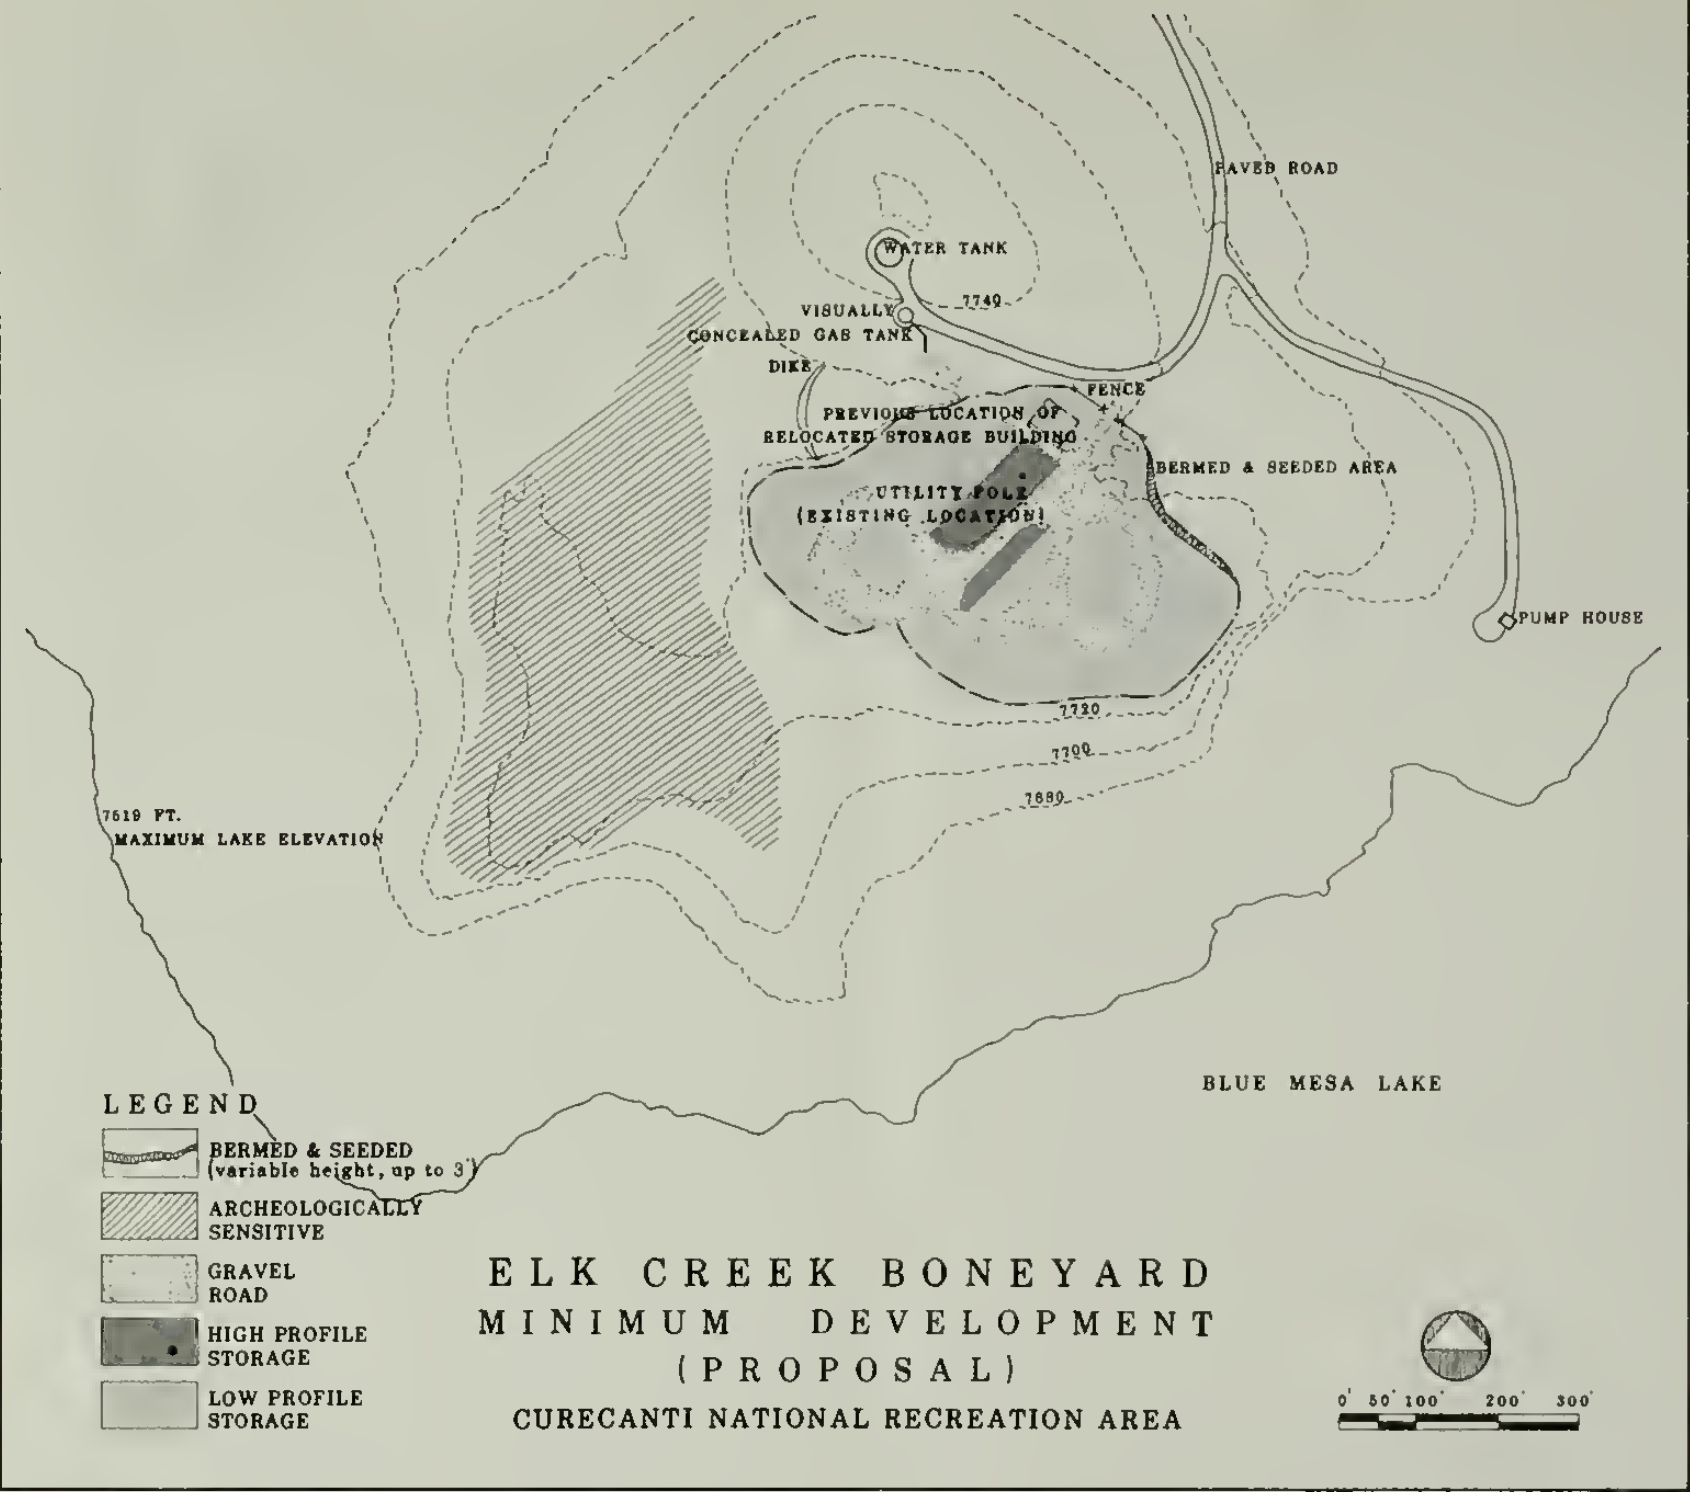 PAVED ROAD
WATER TANK
7740
VISUALLY
CONCEALED GAS TANK
DIKE
FENCE
PREVIOUS LOCATION OF
RELOCATED STORAGE BUILDING
BERMED & SEEDED AREA
UTILITY POLE
(EXISTING LOCATION)
PUMP HOUSE
7720
7700
7680
7519 FT.
MAXIMUM LAKE ELEVATION
BLUE MESA LAKE
LEGEND
BERMED & SEEDED
(variable height, up to 3')
ARCHEOLOGICALLY
SENSITIVE
GRAVEL
ROAD
HIGH PROFILE
STORAGE
LOW PROFILE
STORAGE
ELK CREEK BONEYARD
MINIMUM DEVELOPMENT
(PROPOSAL)
CURECANTI NATIONAL RECREATION AREA
0' 50' 100' 200' 300'